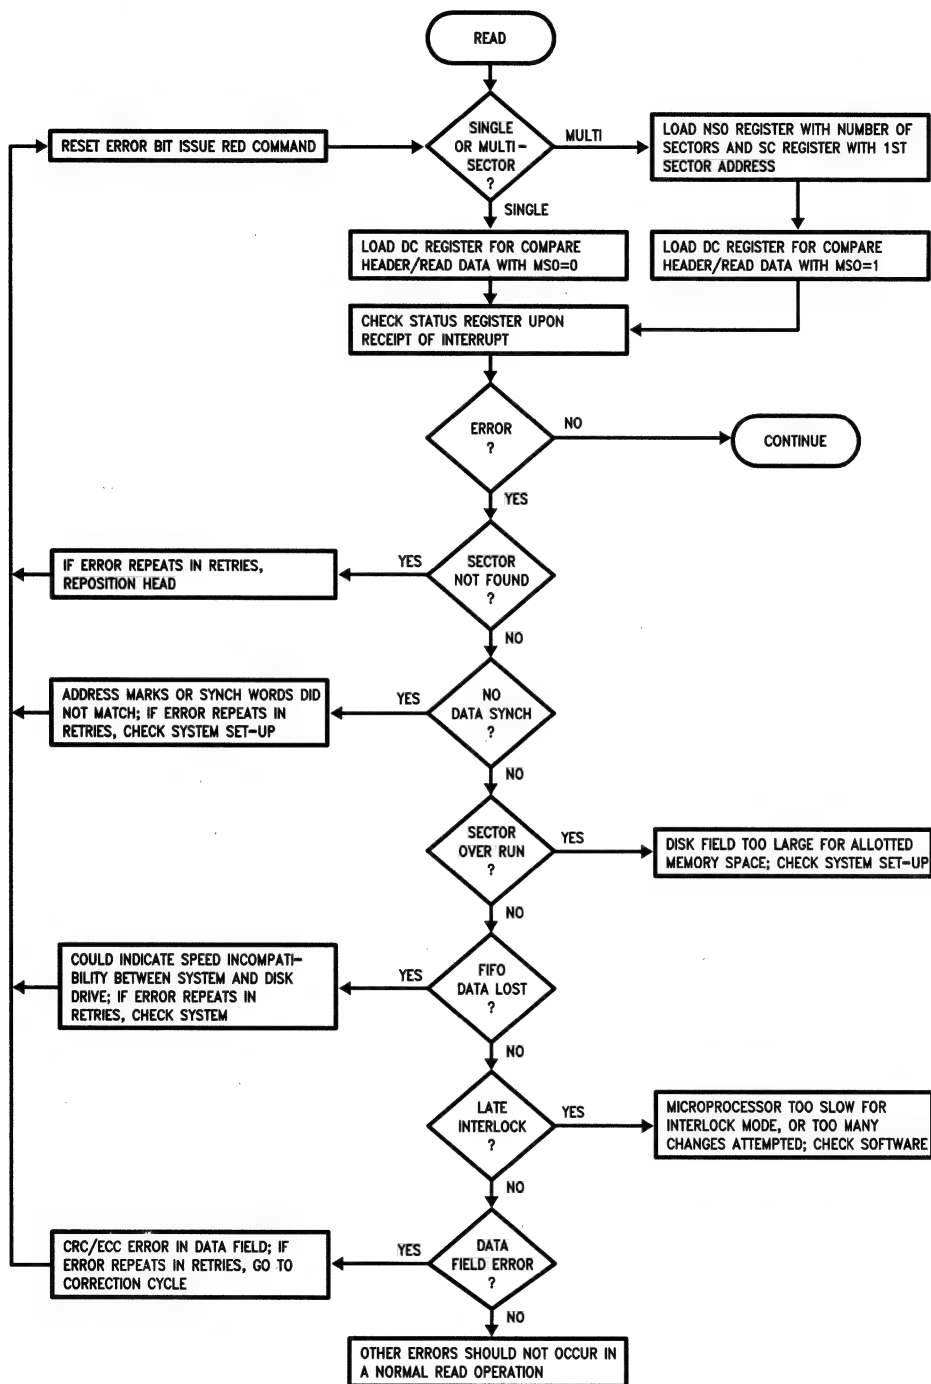 READ
SINGLE
OR MULTI-
SECTOR
?
MULTI
LOAD NSO REGISTER WITH NUMBER OF
SECTORS AND SC REGISTER WITH 1ST
SECTOR ADDRESS
RESET ERROR BIT ISSUE RED COMMAND
SINGLE
LOAD DC REGISTER FOR COMPARE
HEADER/READ DATA WITH MSO=0
LOAD DC REGISTER FOR COMPARE
HEADER/READ DATA WITH MSO=1
CHECK STATUS REGISTER UPON
RECEIPT OF INTERRUPT
ERROR
?
NO
CONTINUE
YES
SECTOR
NOT FOUND
?
YES
IF ERROR REPEATS IN RETRIES,
REPOSITION HEAD
NO
NO
DATA SYNCH
?
YES
ADDRESS MARKS OR SYNCH WORDS DID
NOT MATCH; IF ERROR REPEATS IN
RETRIES, CHECK SYSTEM SET-UP
NO
SECTOR
OVER RUN
?
YES
DISK FIELD TOO LARGE FOR ALLOTTED
MEMORY SPACE; CHECK SYSTEM SET-UP
NO
FIFO
DATA LOST
?
YES
COULD INDICATE SPEED INCOMPATI-
BILITY BETWEEN SYSTEM AND DISK
DRIVE; IF ERROR REPEATS IN
RETRIES, CHECK SYSTEM
NO
LATE
INTERLOCK
?
YES
MICROPROCESSOR TOO SLOW FOR
INTERLOCK MODE, OR TOO MANY
CHANGES ATTEMPTED; CHECK SOFTWARE
NO
DATA
FIELD ERROR
?
YES
CRC/ECC ERROR IN DATA FIELD; IF
ERROR REPEATS IN RETRIES, GO TO
CORRECTION CYCLE
NO
OTHER ERRORS SHOULD NOT OCCUR IN
A NORMAL READ OPERATION